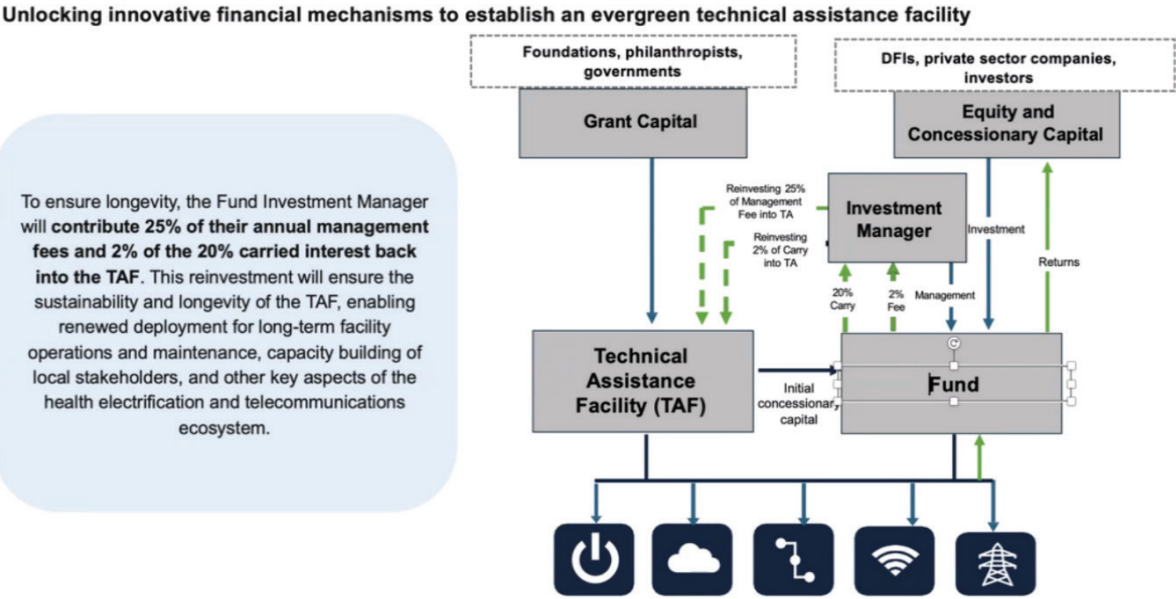 Unlocking innovative financial mechanisms to establish an evergreen technical assistance facility
Foundations, philanthropists,
governments
DFIs, private sector companies,
investors
Grant Capital
Equity and
Concessionary Capital
To ensure longevity, the Fund Investment Manager
will contribute 25% of their annual management
fees and 2% of the 20% carried interest back
into the TAF. This reinvestment will ensure the
sustainability and longevity of the TAF, enabling
renewed deployment for long-term facility
operations and maintenance, capacity building of
local stakeholders, and other key aspects of the
health electrification and telecommunications
ecosystem.
Reinvesting 25%
of Management
Fee into TA
Reinvesting
2% of Carry
into TA
Investment
Manager
Investment
Returns
20%
Carry
2%
Fee
Management
Technical
Assistance
Facility (TAF)
Initial
concessionary
capital
Fund